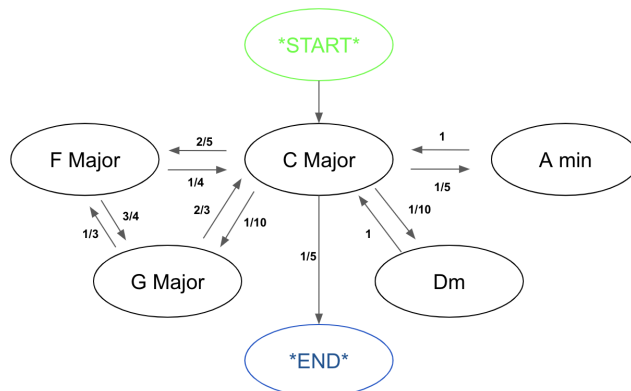 *START*
2/5
1
F Major
C Major
A min
1/4
1/5
3/4
2/3
1/10
1/10
1/3
1
1/5
G Major
Dm
*END*